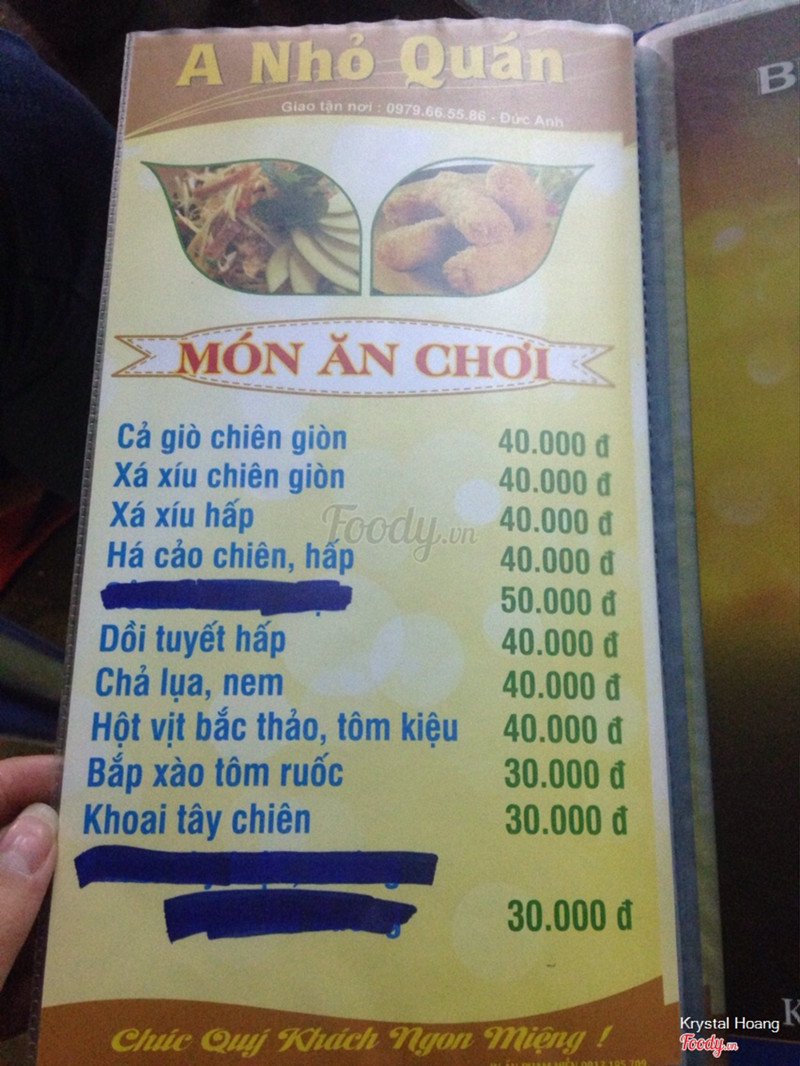 A Nhỏ Quán
Giao tận nơi : 0979.66.55.86 - Đức Anh
MÓN ĂN CHƠI
Cả giò chiên giòn 40.000 đ
Xá xíu chiên giòn 40.000 đ
Xá xíu hấp 40.000 đ
Foody.vn
Há cảo chiên, hấp 40.000 đ
50.000 đ
Dồi tuyết hấp 40.000 đ
Chả lụa, nem 40.000 đ
Hột vịt bắc thảo, tôm kiệu 40.000 đ
Bắp xào tôm ruốc 30.000 đ
Khoai tây chiên 30.000 đ
30.000 đ
Chúc Quý Khách Ngon Miệng !
B
K
Krystal Hoang
Foody.vn